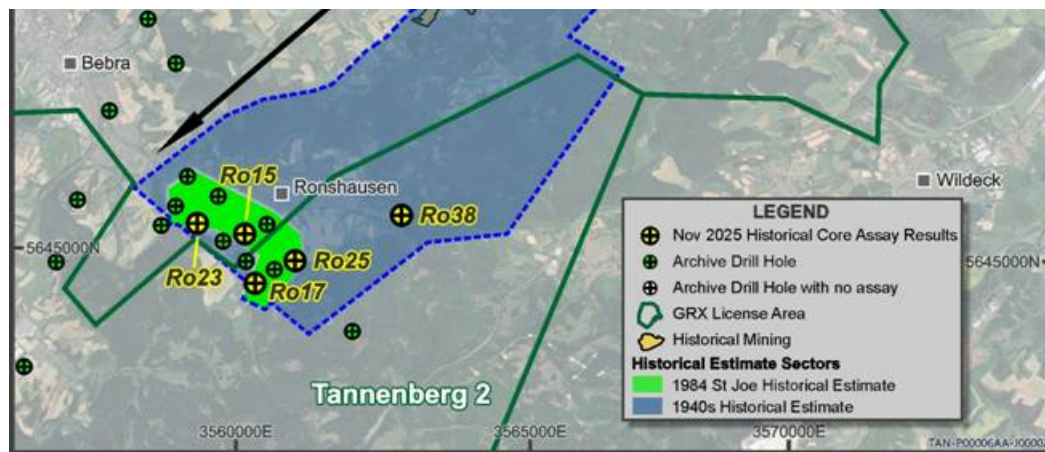 Bebra
Ro15
Ronshausen
Ro38
Wildeck
5645000N
Ro23
Ro25
Ro17
Tannenberg 2
LEGEND
Nov 2025 Historical Core Assay Results
Archive Drill Hole
Archive Drill Hole with no assay
GRX License Area
Historical Mining
Historical Estimate Sectors
1984 St Joe Historical Estimate
1940s Historical Estimate
5645000N
3560000E
3565000E
3570000E